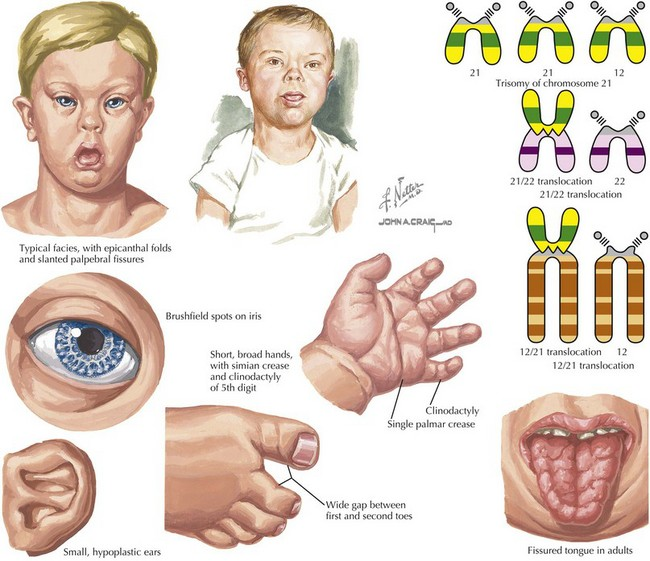 21
21
12
Trisomy of chromosome 21
21/22 translocation
22
21/22 translocation
F. Netter
M.D.
JOHN A. CRAIG MD
Typical facies, with epicanthal folds
and slanted palpebral fissures
Brushfield spots on iris
12/21 translocation
12
12/21 translocation
Short, broad hands,
with simian crease
and clinodactyly
of 5th digit
Clinodactyly
Single palmar crease
Wide gap between
first and second toes
Small, hypoplastic ears
Fissured tongue in adults